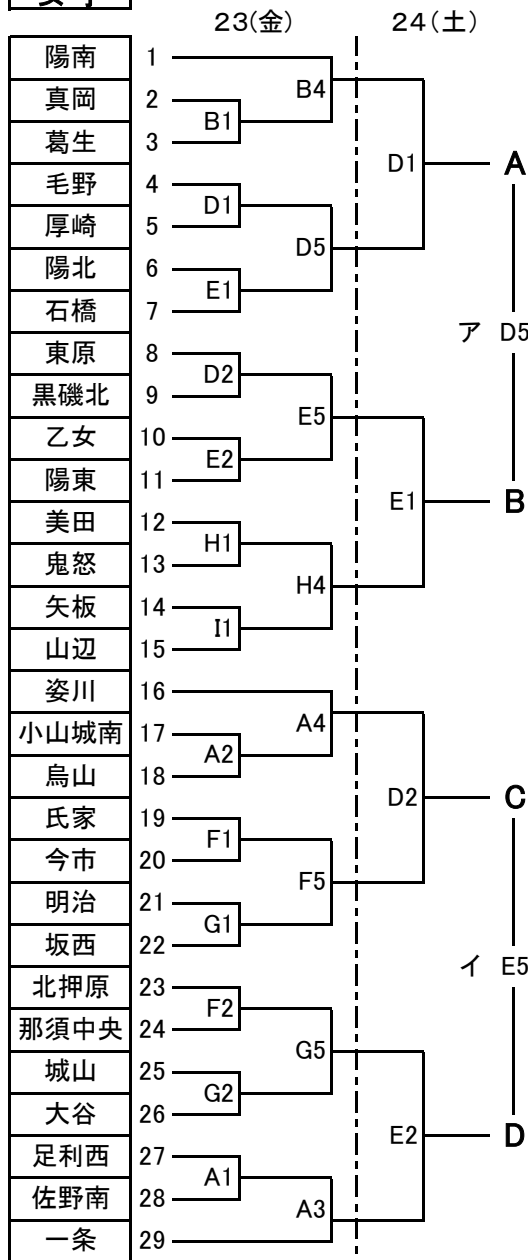 23(金) 24(土)
陽南 1
真岡 2
葛生 3
毛野 4
厚崎 5
陽北 6
石橋 7
東原 8
黒磯北 9
乙女 10
陽東 11
美田 12
鬼怒 13
矢板 14
山辺 15
姿川 16
小山城南 17
烏山 18
氏家 19
今市 20
明治 21
坂西 22
北押原 23
那須中央 24
城山 25
大谷 26
足利西 27
佐野南 28
一条 29
B1
D1
E1
D2
E2
H1
I1
A2
F1
G1
F2
G2
A1
B4
D5
E5
H4
A4
F5
G5
A3
D1
E1
D2
E2
A
ア D5
B
C
イ E5
D